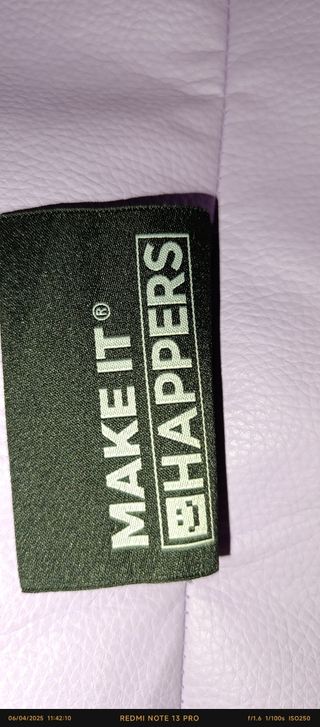 MAKE IT®
HAPPERS
06/04/2025 11:42:10 REDMI NOTE 13 PRO f/1.6 1/100s ISO250